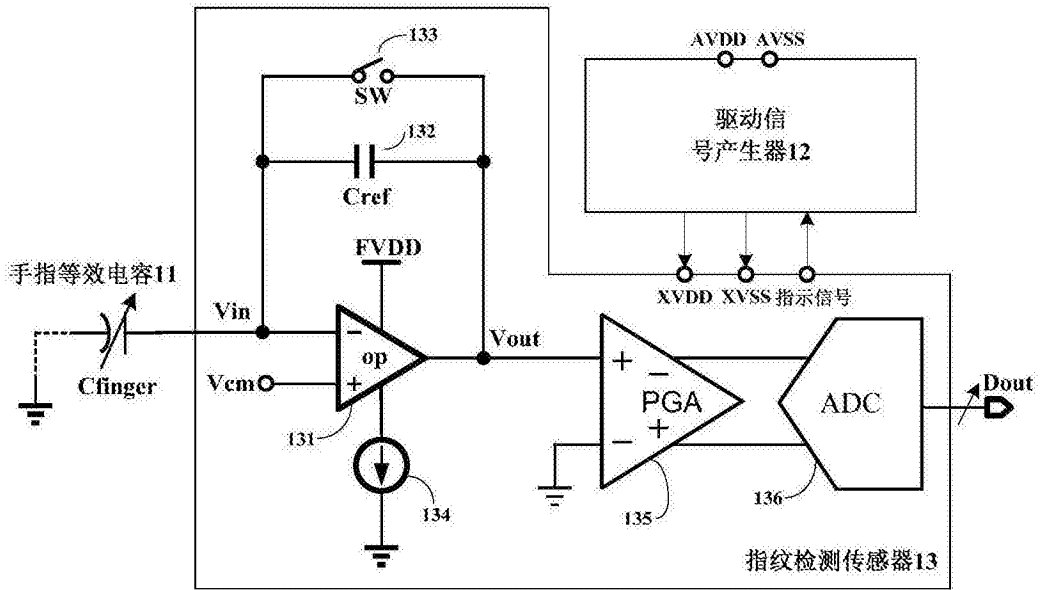 133
SW
132
Cref
AVDD AVSS
驱动信
号产生器12
FVDD
XVDD XVSS 指示信号
手指等效电容11
Vin
Cfinger
Vcm
−
op
+
Vout
131
134
+
−
PGA
+
−
135
ADC
136
Dout
指纹检测传感器13